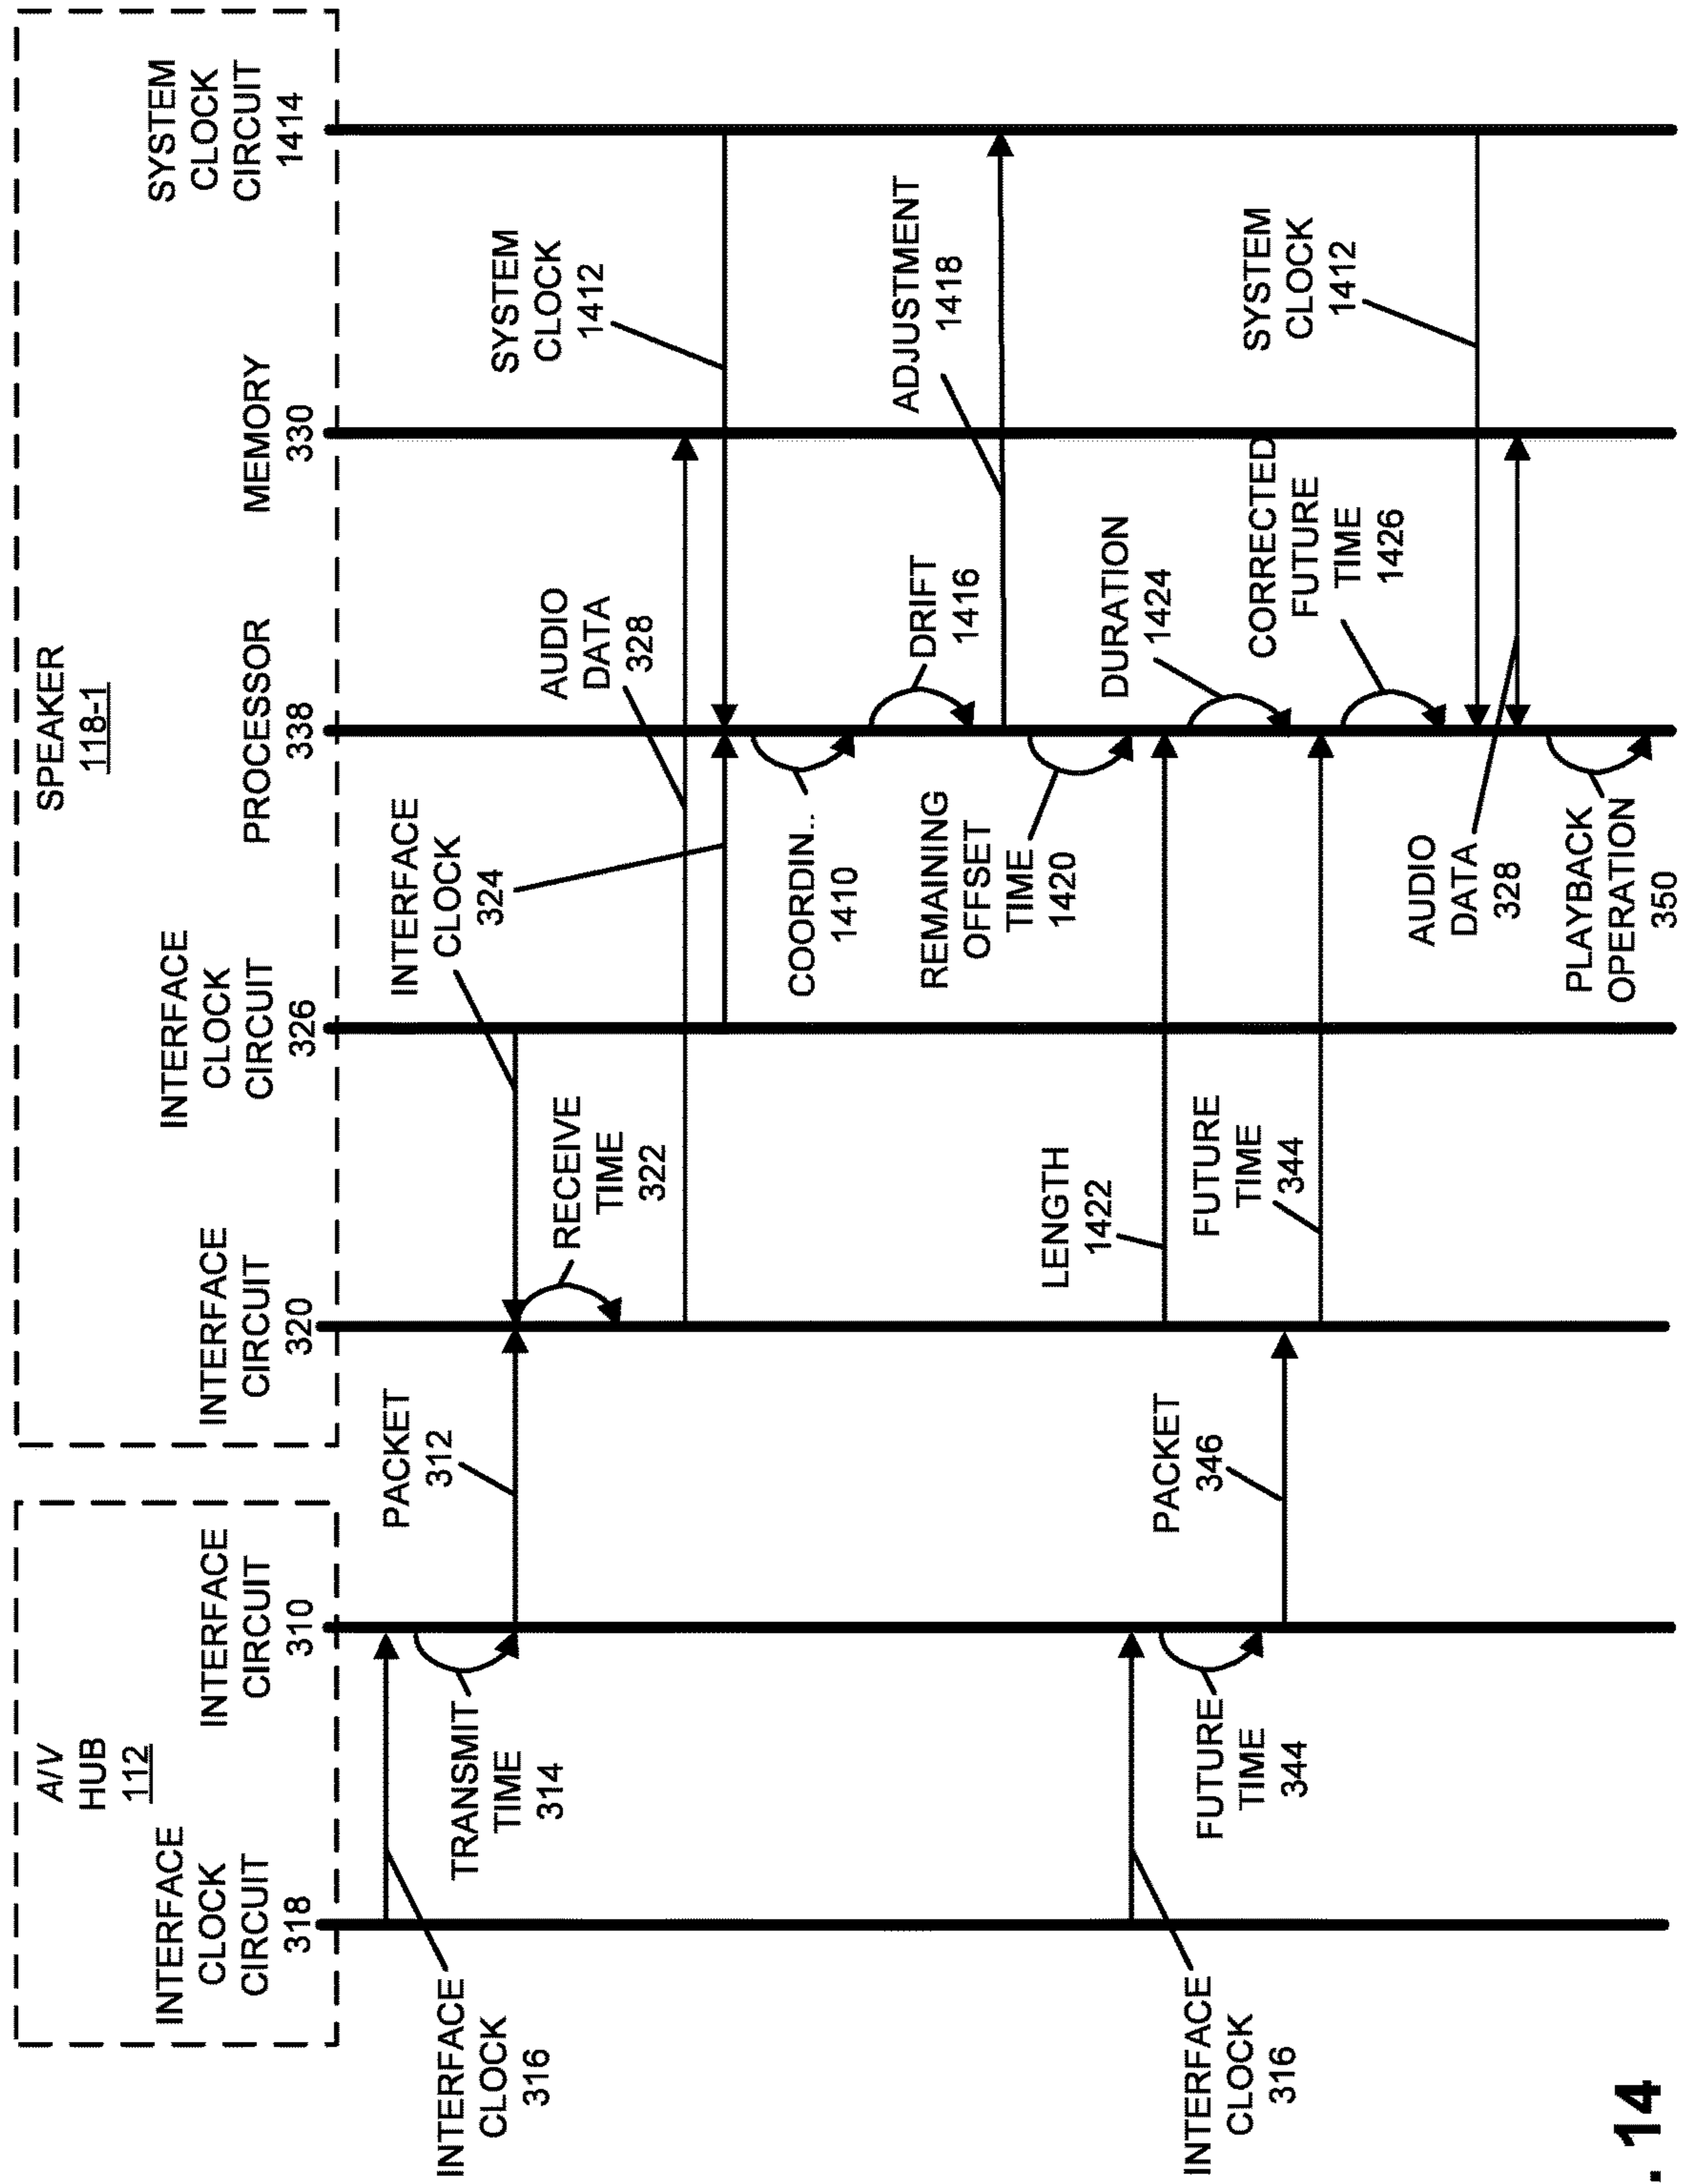 A/V
HUB
112
SPEAKER
118-1
INTERFACE
CLOCK
CIRCUIT
318
INTERFACE
CIRCUIT
310
INTERFACE
CIRCUIT
320
INTERFACE
CLOCK
CIRCUIT
326
PROCESSOR
338
MEMORY
330
SYSTEM
CLOCK
CIRCUIT
1414
INTERFACE
CLOCK
316
TRANSMIT
TIME
314
PACKET
312
RECEIVE
TIME
322
INTERFACE
CLOCK
324
AUDIO
DATA
328
SYSTEM
CLOCK
1412
COORDIN..
1410
DRIFT
1416
ADJUSTMENT
1418
REMAINING
OFFSET
TIME
1420
LENGTH
1422
DURATION
1424
INTERFACE
CLOCK
316
FUTURE
TIME
344
PACKET
346
FUTURE
TIME
344
CORRECTED
FUTURE
TIME
1426
SYSTEM
CLOCK
1412
AUDIO
DATA
328
PLAYBACK
OPERATION
350
. 14